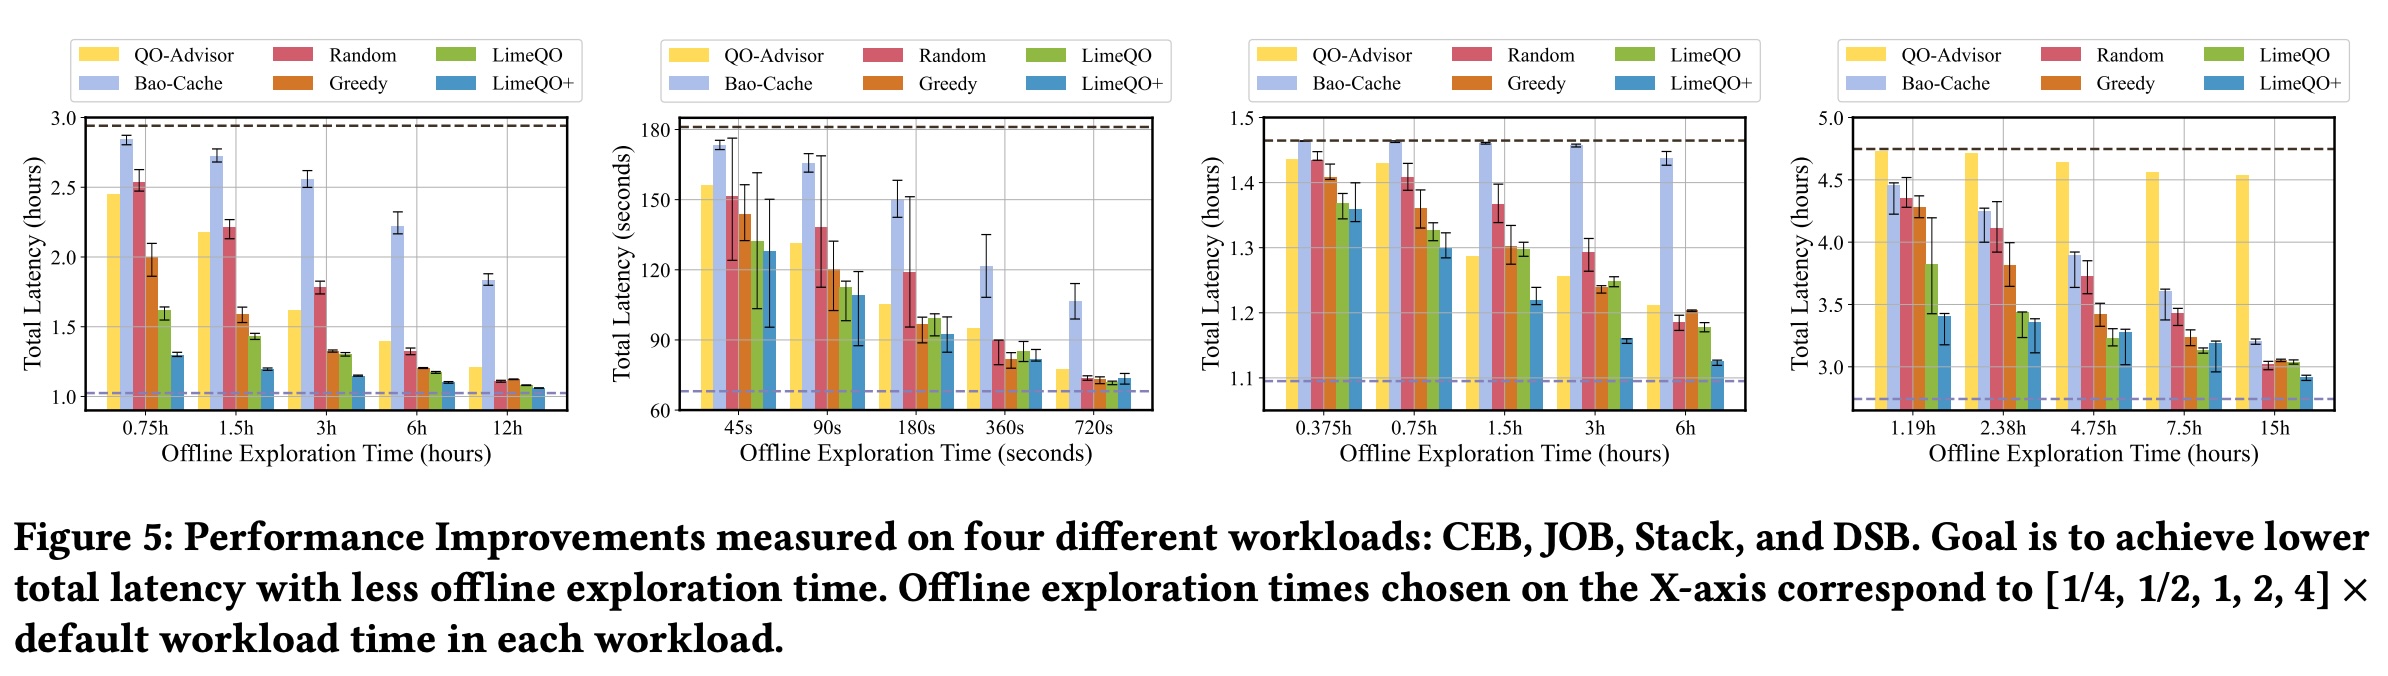 QO-Advisor Random LimeQO
Bao-Cache Greedy LimeQO+
3.0
2.5
2.0
1.5
1.0
Total Latency (hours)
0.75h 1.5h 3h 6h 12h
Offline Exploration Time (hours)
QO-Advisor Random LimeQO
Bao-Cache Greedy LimeQO+
180
150
120
90
60
Total Latency (seconds)
45s 90s 180s 360s 720s
Offline Exploration Time (seconds)
QO-Advisor Random LimeQO
Bao-Cache Greedy LimeQO+
1.5
1.4
1.3
1.2
1.1
Total Latency (hours)
0.375h 0.75h 1.5h 3h 6h
Offline Exploration Time (hours)
QO-Advisor Random LimeQO
Bao-Cache Greedy LimeQO+
5.0
4.5
4.0
3.5
3.0
Total Latency (hours)
1.19h 2.38h 4.75h 7.5h 15h
Offline Exploration Time (hours)
Figure 5: Performance Improvements measured on four different workloads: CEB, JOB, Stack, and DSB. Goal is to achieve lower
total latency with less offline exploration time. Offline exploration times chosen on the X-axis correspond to [1/4, 1/2, 1, 2, 4] ×
default workload time in each workload.